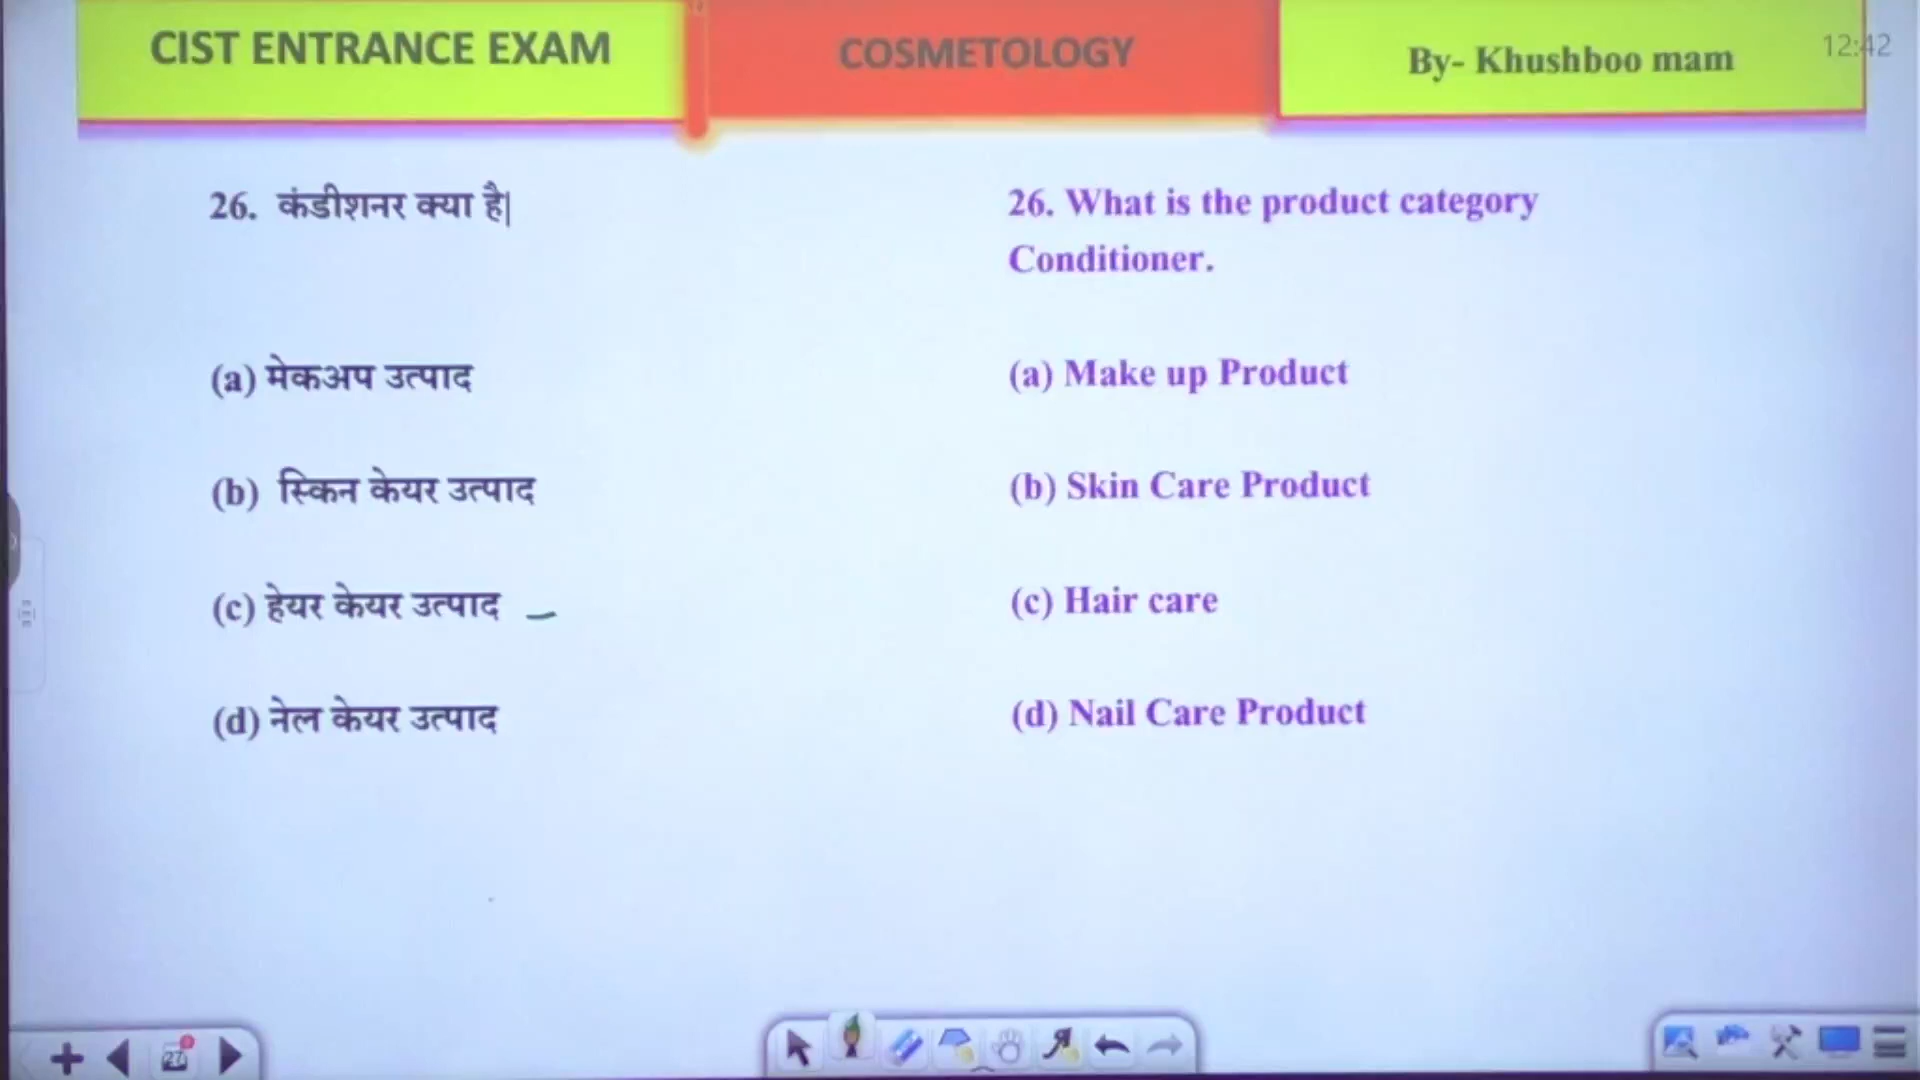 CIST ENTRANCE EXAM
COSMETOLOGY
By- Khushboo mam
12:42
26. कंडीशनर क्या है|
(a) मेकअप उत्पाद
(b) स्किन केयर उत्पाद
(c) हेयर केयर उत्पाद
(d) नेल केयर उत्पाद
26. What is the product category
Conditioner.
(a) Make up Product
(b) Skin Care Product
(c) Hair care
(d) Nail Care Product
27